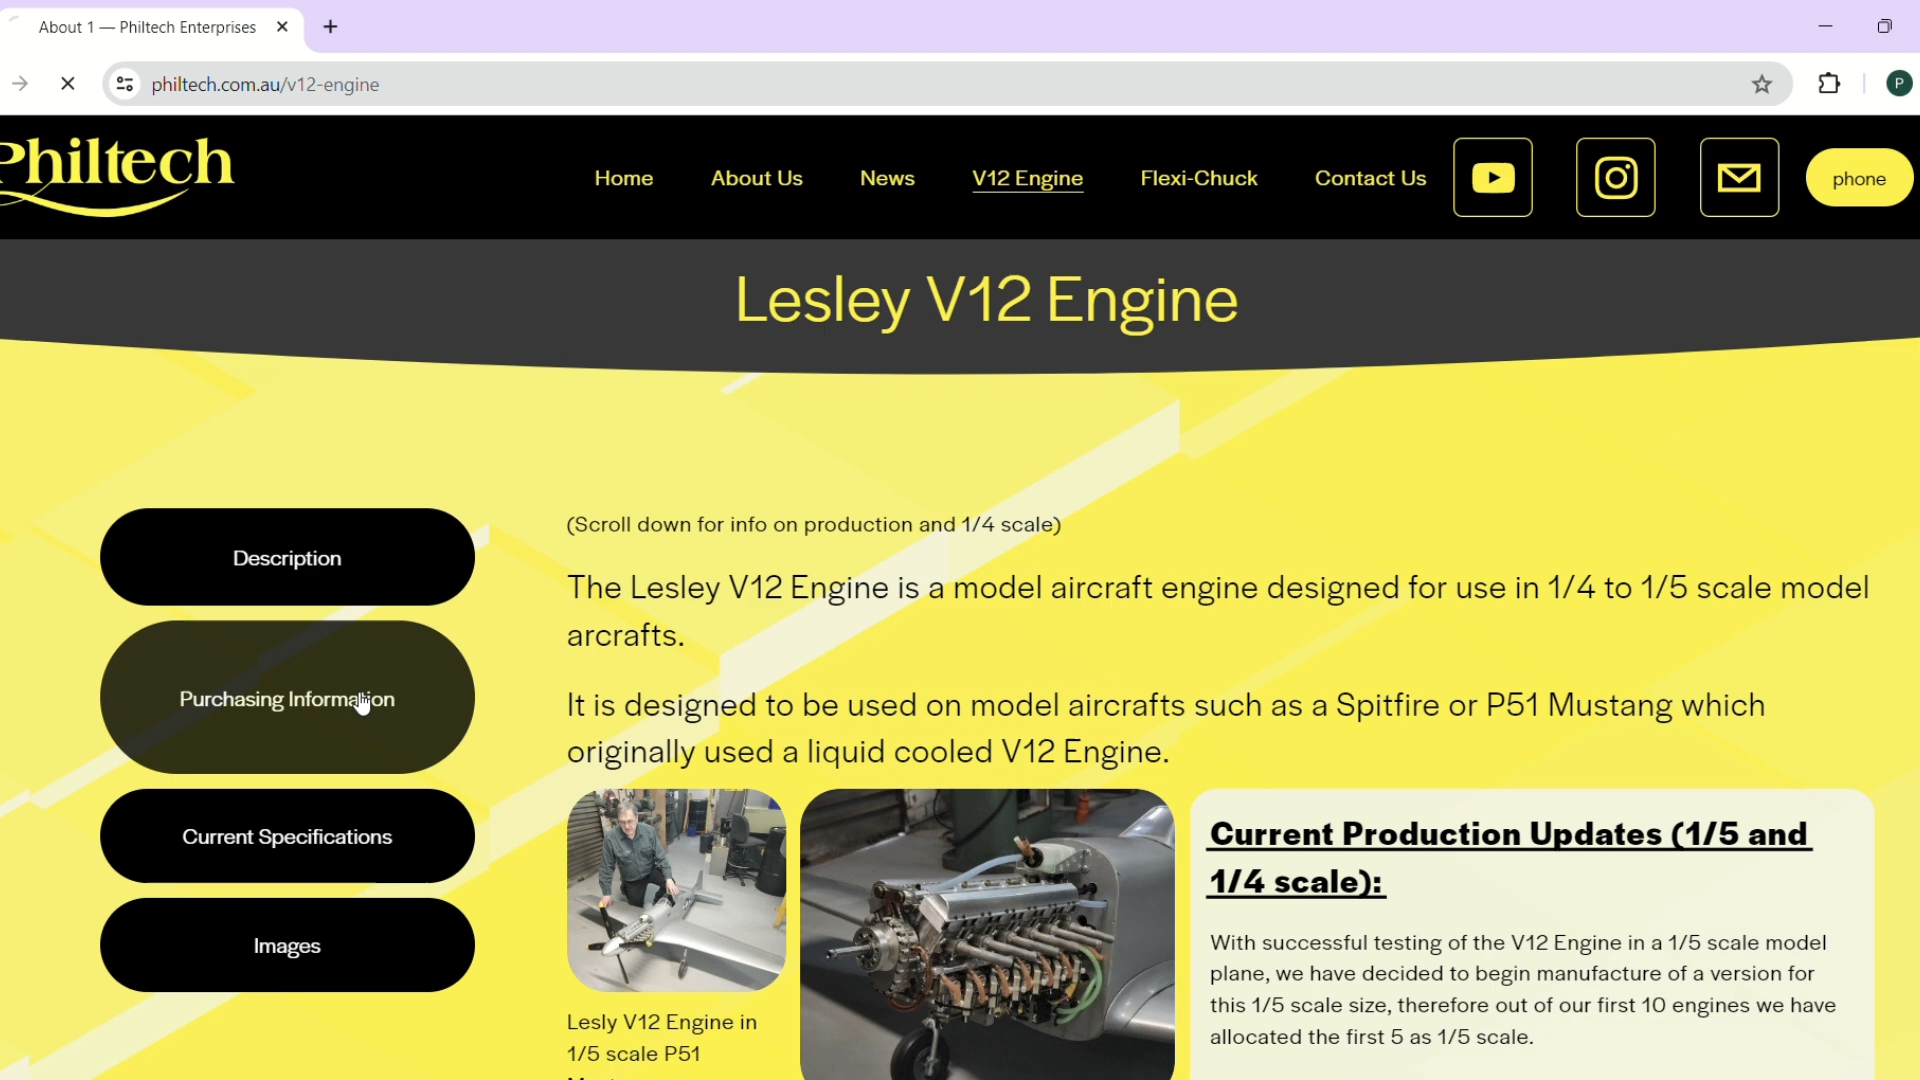 About 1 — Philtech Enterprises
philtech.com.au/v12-engine
P
Philtech
Home
About Us
News
V12 Engine
Flexi-Chuck
Contact Us
phone
Lesley V12 Engine
Description
Purchasing Information
Current Specifications
Images
(Scroll down for info on production and 1/4 scale)
The Lesley V12 Engine is a model aircraft engine designed for use in 1/4 to 1/5 scale model
arcrafts.
It is designed to be used on model aircrafts such as a Spitfire or P51 Mustang which
originally used a liquid cooled V12 Engine.
Lesly V12 Engine in
1/5 scale P51
Current Production Updates (1/5 and
1/4 scale):
With successful testing of the V12 Engine in a 1/5 scale model
plane, we have decided to begin manufacture of a version for
this 1/5 scale size, therefore out of our first 10 engines we have
allocated the first 5 as 1/5 scale.